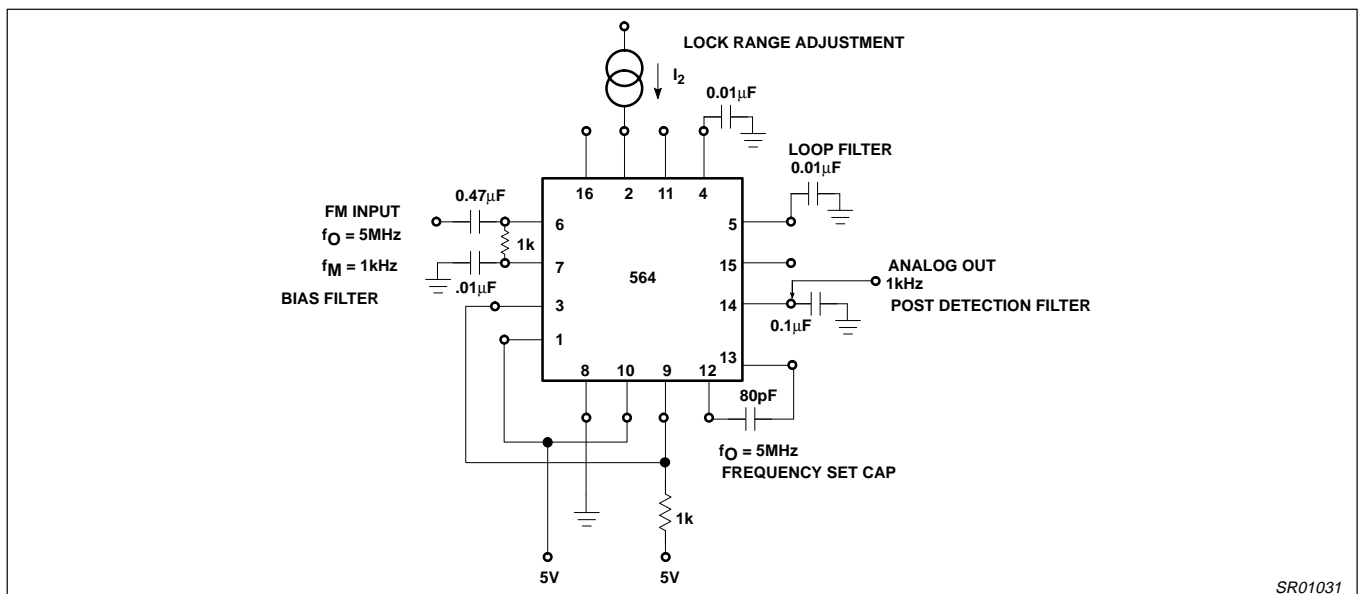 LOCK RANGE ADJUSTMENT
I2
0.01μF
LOOP FILTER
0.01μF
16
2
11
4
0.47μF
FM INPUT
fO = 5MHz
fM = 1kHz
BIAS FILTER
1k
.01μF
6
7
3
1
564
5
15
14
13
ANALOG OUT
1kHz
POST DETECTION FILTER
0.1μF
8
10
9
12
80pF
fO = 5MHz
FREQUENCY SET CAP
1k
5V
5V
SR01031